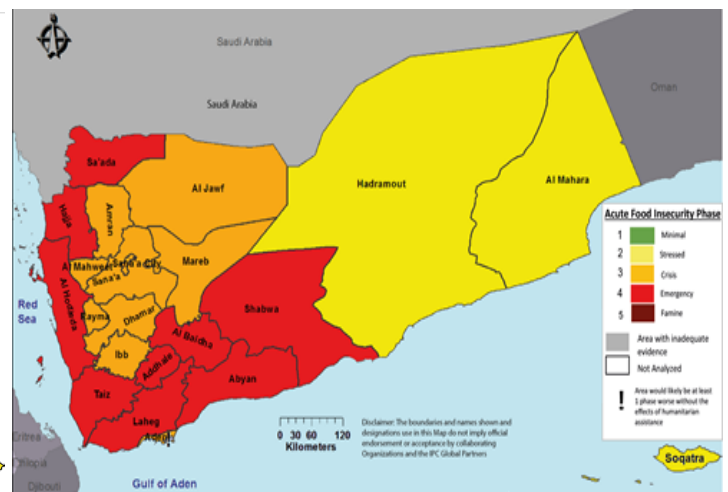 Saudi Arabia
Oman
Saudi Arabia
Sa'ada
Al Jawf
Hadramout
Al Mahara
Hajja
Amran
Acute Food Insecurity Phase
1 Minimal
2 Stressed
3 Crisis
4 Emergency
5 Famine
Area with inadequate
evidence
Not Analyzed
! Area would likely be at least
1 phase worse without the
effects of humanitarian
assistance
Al Mahweet
Sana'a City
Mareb
Sana'a
Al Hodaida
Red
Sea
Rayma
Dhamar
Shabwa
Al Baidha
Ibb
Addhale
Abyan
Taiz
Laheg
Aden
0 30 60 120
Kilometers
Disclaimer: The boundaries and names shown and
designations use in this Map do not imply official
endorsement or acceptance by collaborating
Organizations and the IPC Global Partners
Eritrea
Ethiopia
Djibouti
Gulf of Aden
Soqatra